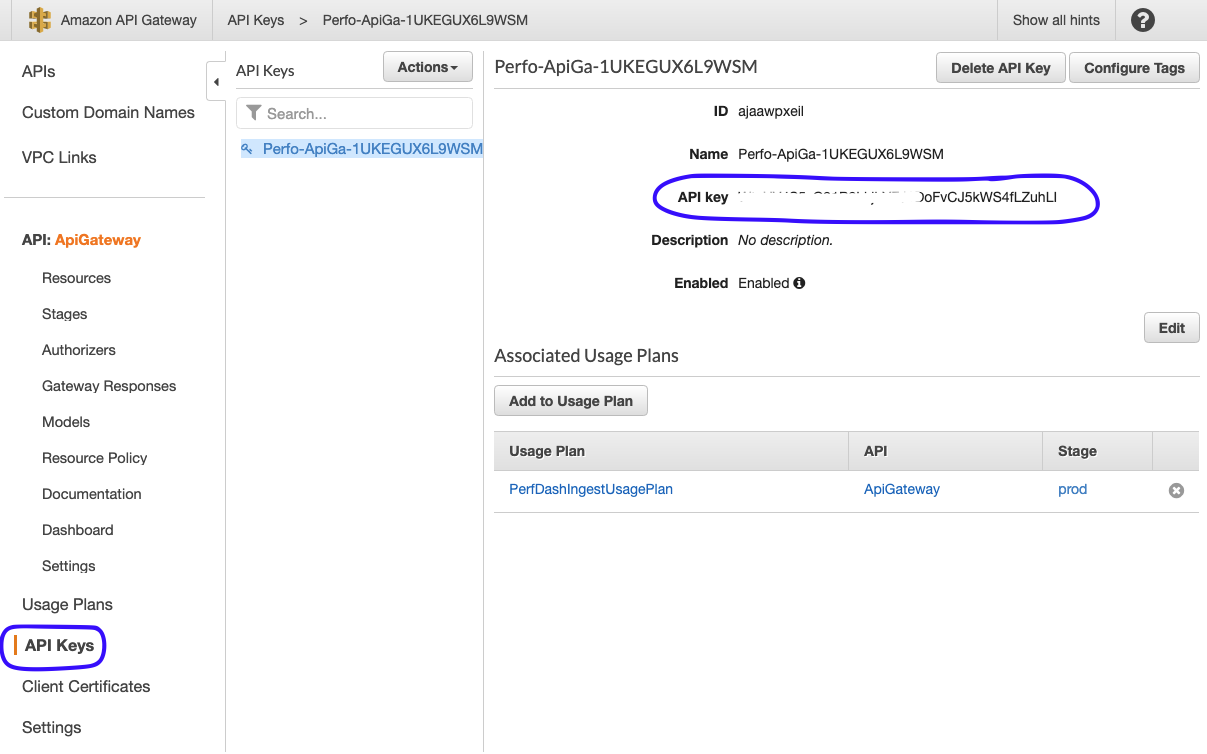 Amazon API Gateway
API Keys > Perfo-ApiGa-1UKEGUX6L9WSM
Show all hints
?
APIs
Custom Domain Names
VPC Links
API: ApiGateway
Resources
Stages
Authorizers
Gateway Responses
Models
Resource Policy
Documentation
Dashboard
Settings
Usage Plans
API Keys
Client Certificates
Settings
API Keys
Actions
Search...
Perfo-ApiGa-1UKEGUX6L9WSM
Perfo-ApiGa-1UKEGUX6L9WSM
Delete API Key
Configure Tags
ID ajaawpxeil
Name Perfo-ApiGa-1UKEGUX6L9WSM
API key
Description No description.
Enabled Enabled
Edit
Associated Usage Plans
Add to Usage Plan
Usage Plan API Stage
PerfDashIngestUsagePlan ApiGateway prod